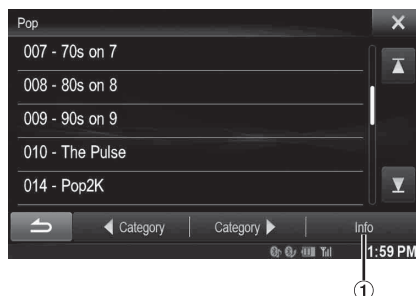 Pop
007 - 70s on 7
008 - 80s on 8
009 - 90s on 9
010 - The Pulse
014 - Pop2K
Category Category Info
1:59 PM
1